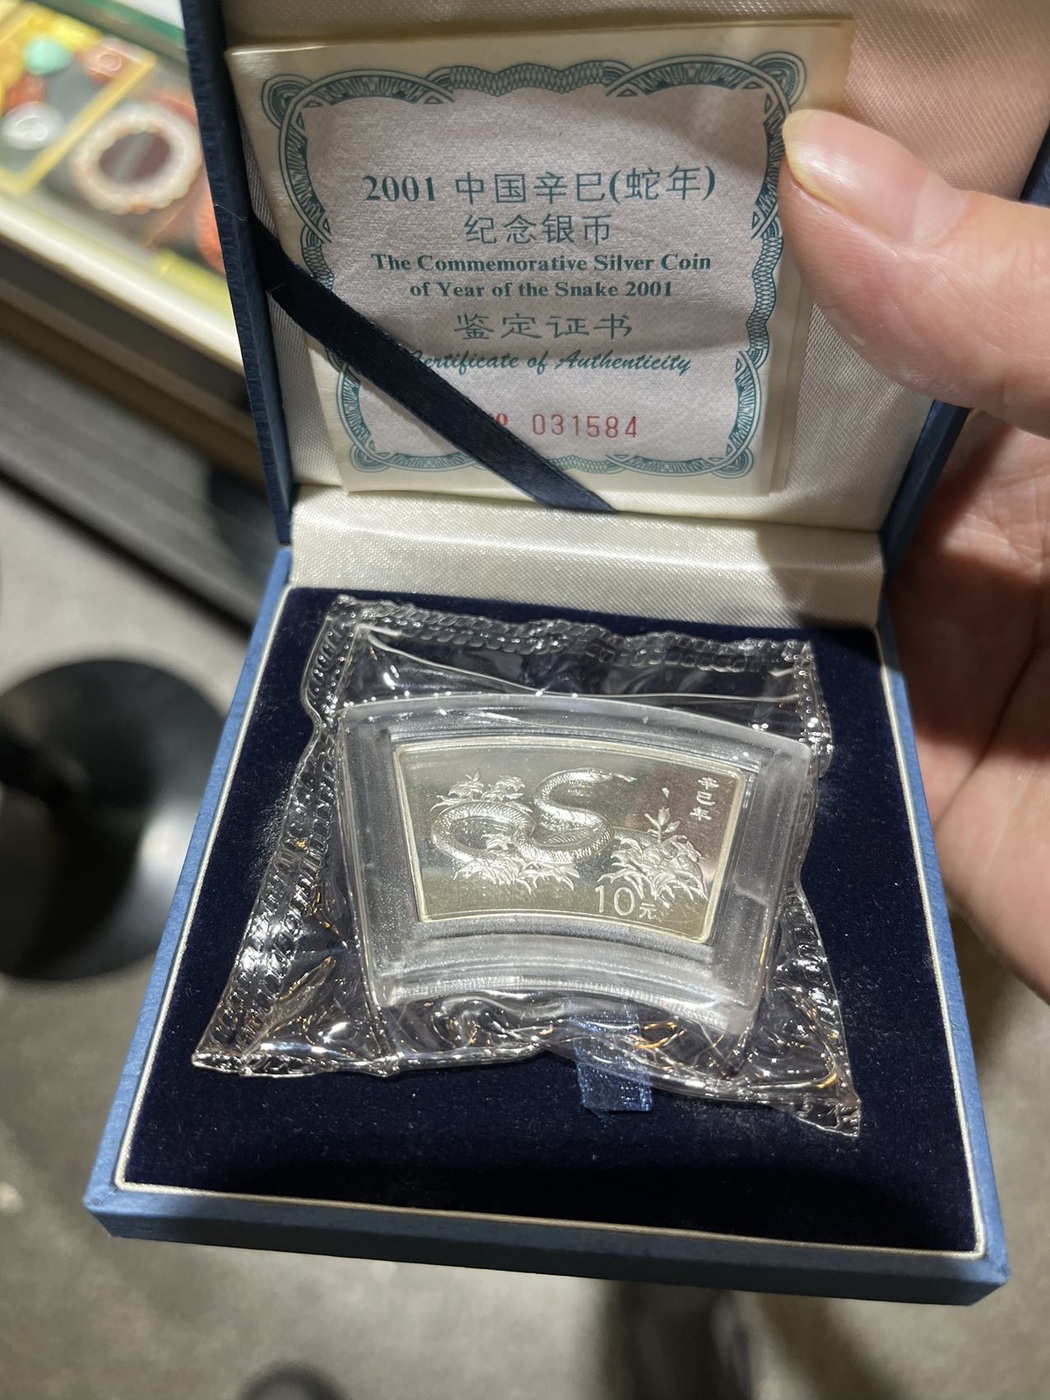 2001 中国辛巳(蛇年)
纪念银币
The Commemorative Silver Coin
of Year of the Snake 2001
鉴定证书
Certificate of Authenticity
031584
辛巳年
10元